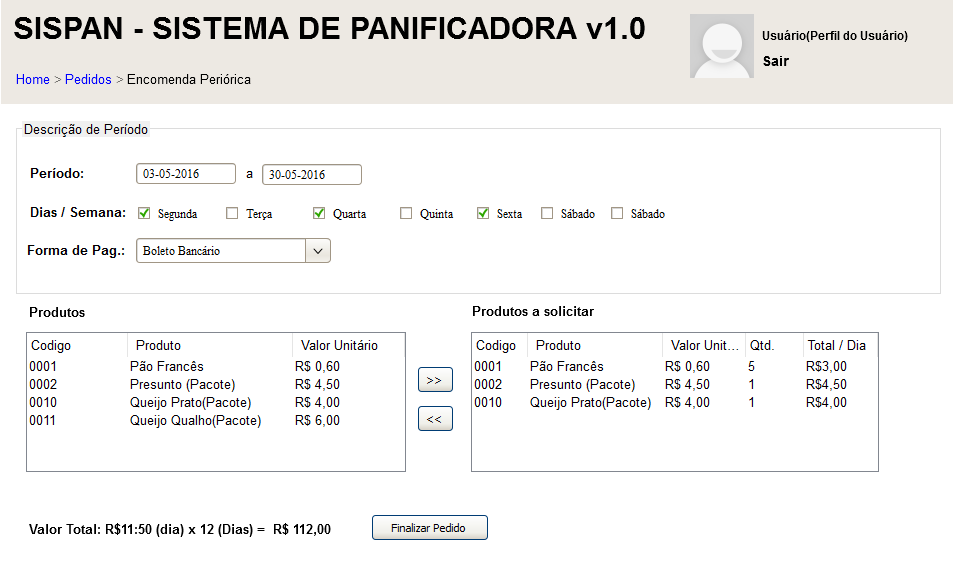 SISPAN - SISTEMA DE PANIFICADORA v1.0
Usuário(Perfil do Usuário)
Sair
Home > Pedidos > Encomenda Periórica
Descrição de Período
Período: 03-05-2016 a 30-05-2016
Dias / Semana: Segunda Terça Quarta Quinta Sexta Sábado Sábado
Forma de Pag.: Boleto Bancário
Produtos
Codigo Produto Valor Unitário
0001 Pão Francês R$ 0,60
0002 Presunto (Pacote) R$ 4,50
0010 Queijo Prato(Pacote) R$ 4,00
0011 Queijo Qualho(Pacote) R$ 6,00
>>
<<
Produtos a solicitar
Codigo Produto Valor Unit... Qtd. Total / Dia
0001 Pão Francês R$ 0,60 5 R$3,00
0002 Presunto (Pacote) R$ 4,50 1 R$4,50
0010 Queijo Prato(Pacote) R$ 4,00 1 R$4,00
Valor Total: R$11:50 (dia) x 12 (Dias) = R$ 112,00
Finalizar Pedido